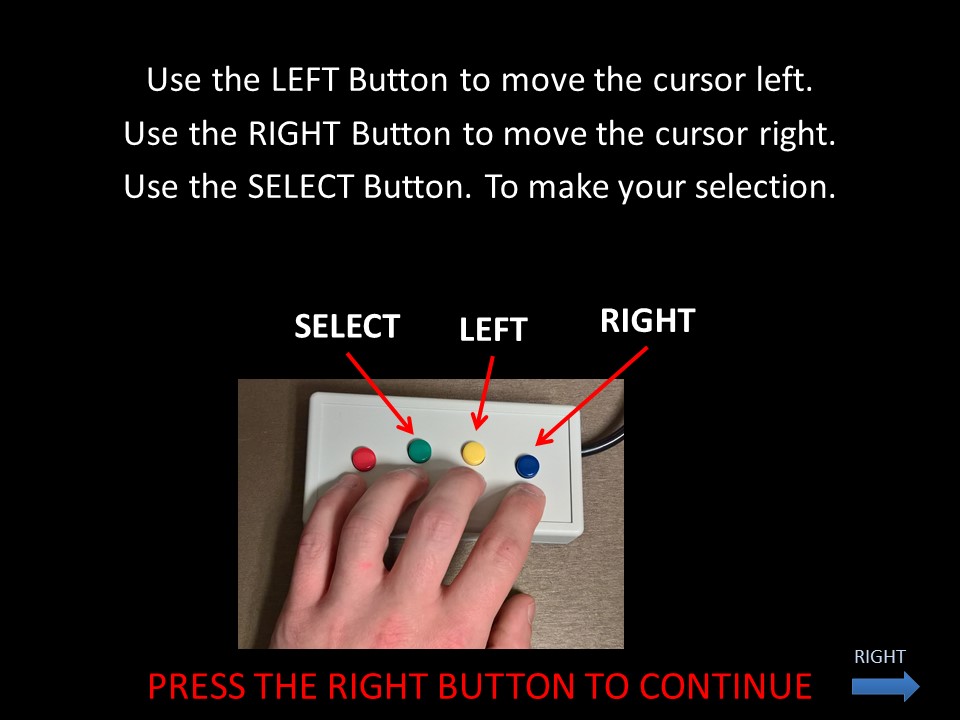 Use the LEFT Button to move the cursor left.
Use the RIGHT Button to move the cursor right.
Use the SELECT Button. To make your selection.
SELECT LEFT RIGHT
RIGHT
PRESS THE RIGHT BUTTON TO CONTINUE